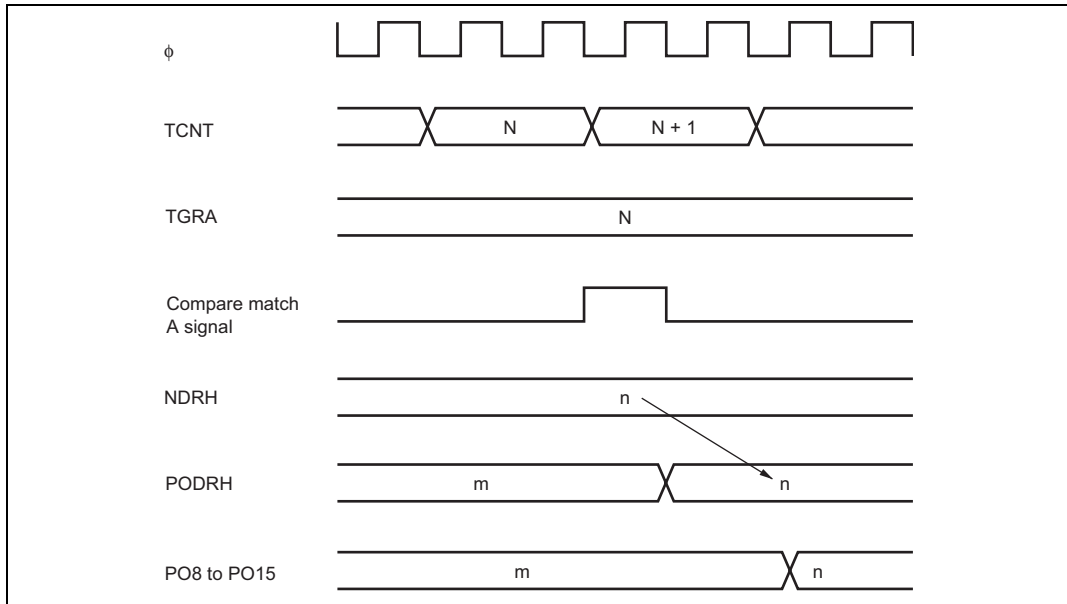 ϕ
TCNT
N
N + 1
TGRA
N
Compare match
A signal
NDRH
n
PODRH
m
n
PO8 to PO15
m
n